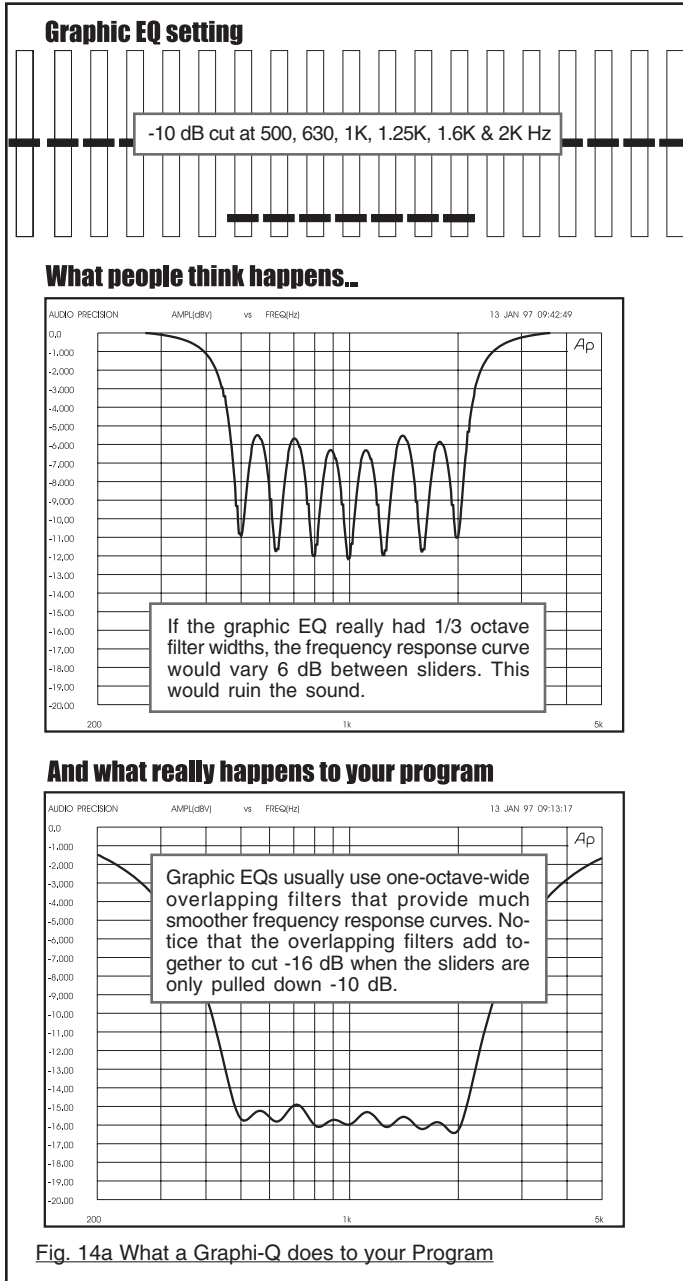 Graphic EQ setting
-10 dB cut at 500, 630, 1K, 1.25K, 1.6K & 2K Hz
What people think happens...
AUDIO PRECISION AMPL(dBV) vs FREQ(Hz) 13 JAN 97 09:42:49
Ap
0.0
-1.000
-2.000
-3.000
-4.000
-5.000
-6.000
-7.000
-8.000
-9.000
-10.00
-11.00
-12.00
-13.00
-14.00
-15.00
-16.00
-17.00
-18.00
-19.00
-20.00
If the graphic EQ really had 1/3 octave
filter widths, the frequency response curve
would vary 6 dB between sliders. This
would ruin the sound.
200 1k 5k
And what really happens to your program
AUDIO PRECISION AMPL(dBV) vs FREQ(Hz) 13 JAN 97 09:13:17
Ap
0.0
-1.000
-2.000
-3.000
-4.000
-5.000
-6.000
-7.000
-8.000
-9.000
-10.00
-11.00
-12.00
-13.00
-14.00
-15.00
-16.00
-17.00
-18.00
-19.00
-20.00
Graphic EQs usually use one-octave-wide
overlapping filters that provide much
smoother frequency response curves. No-
tice that the overlapping filters add to-
gether to cut -16 dB when the sliders are
only pulled down -10 dB.
200 1k 5k
Fig. 14a What a Graphi-Q does to your Program